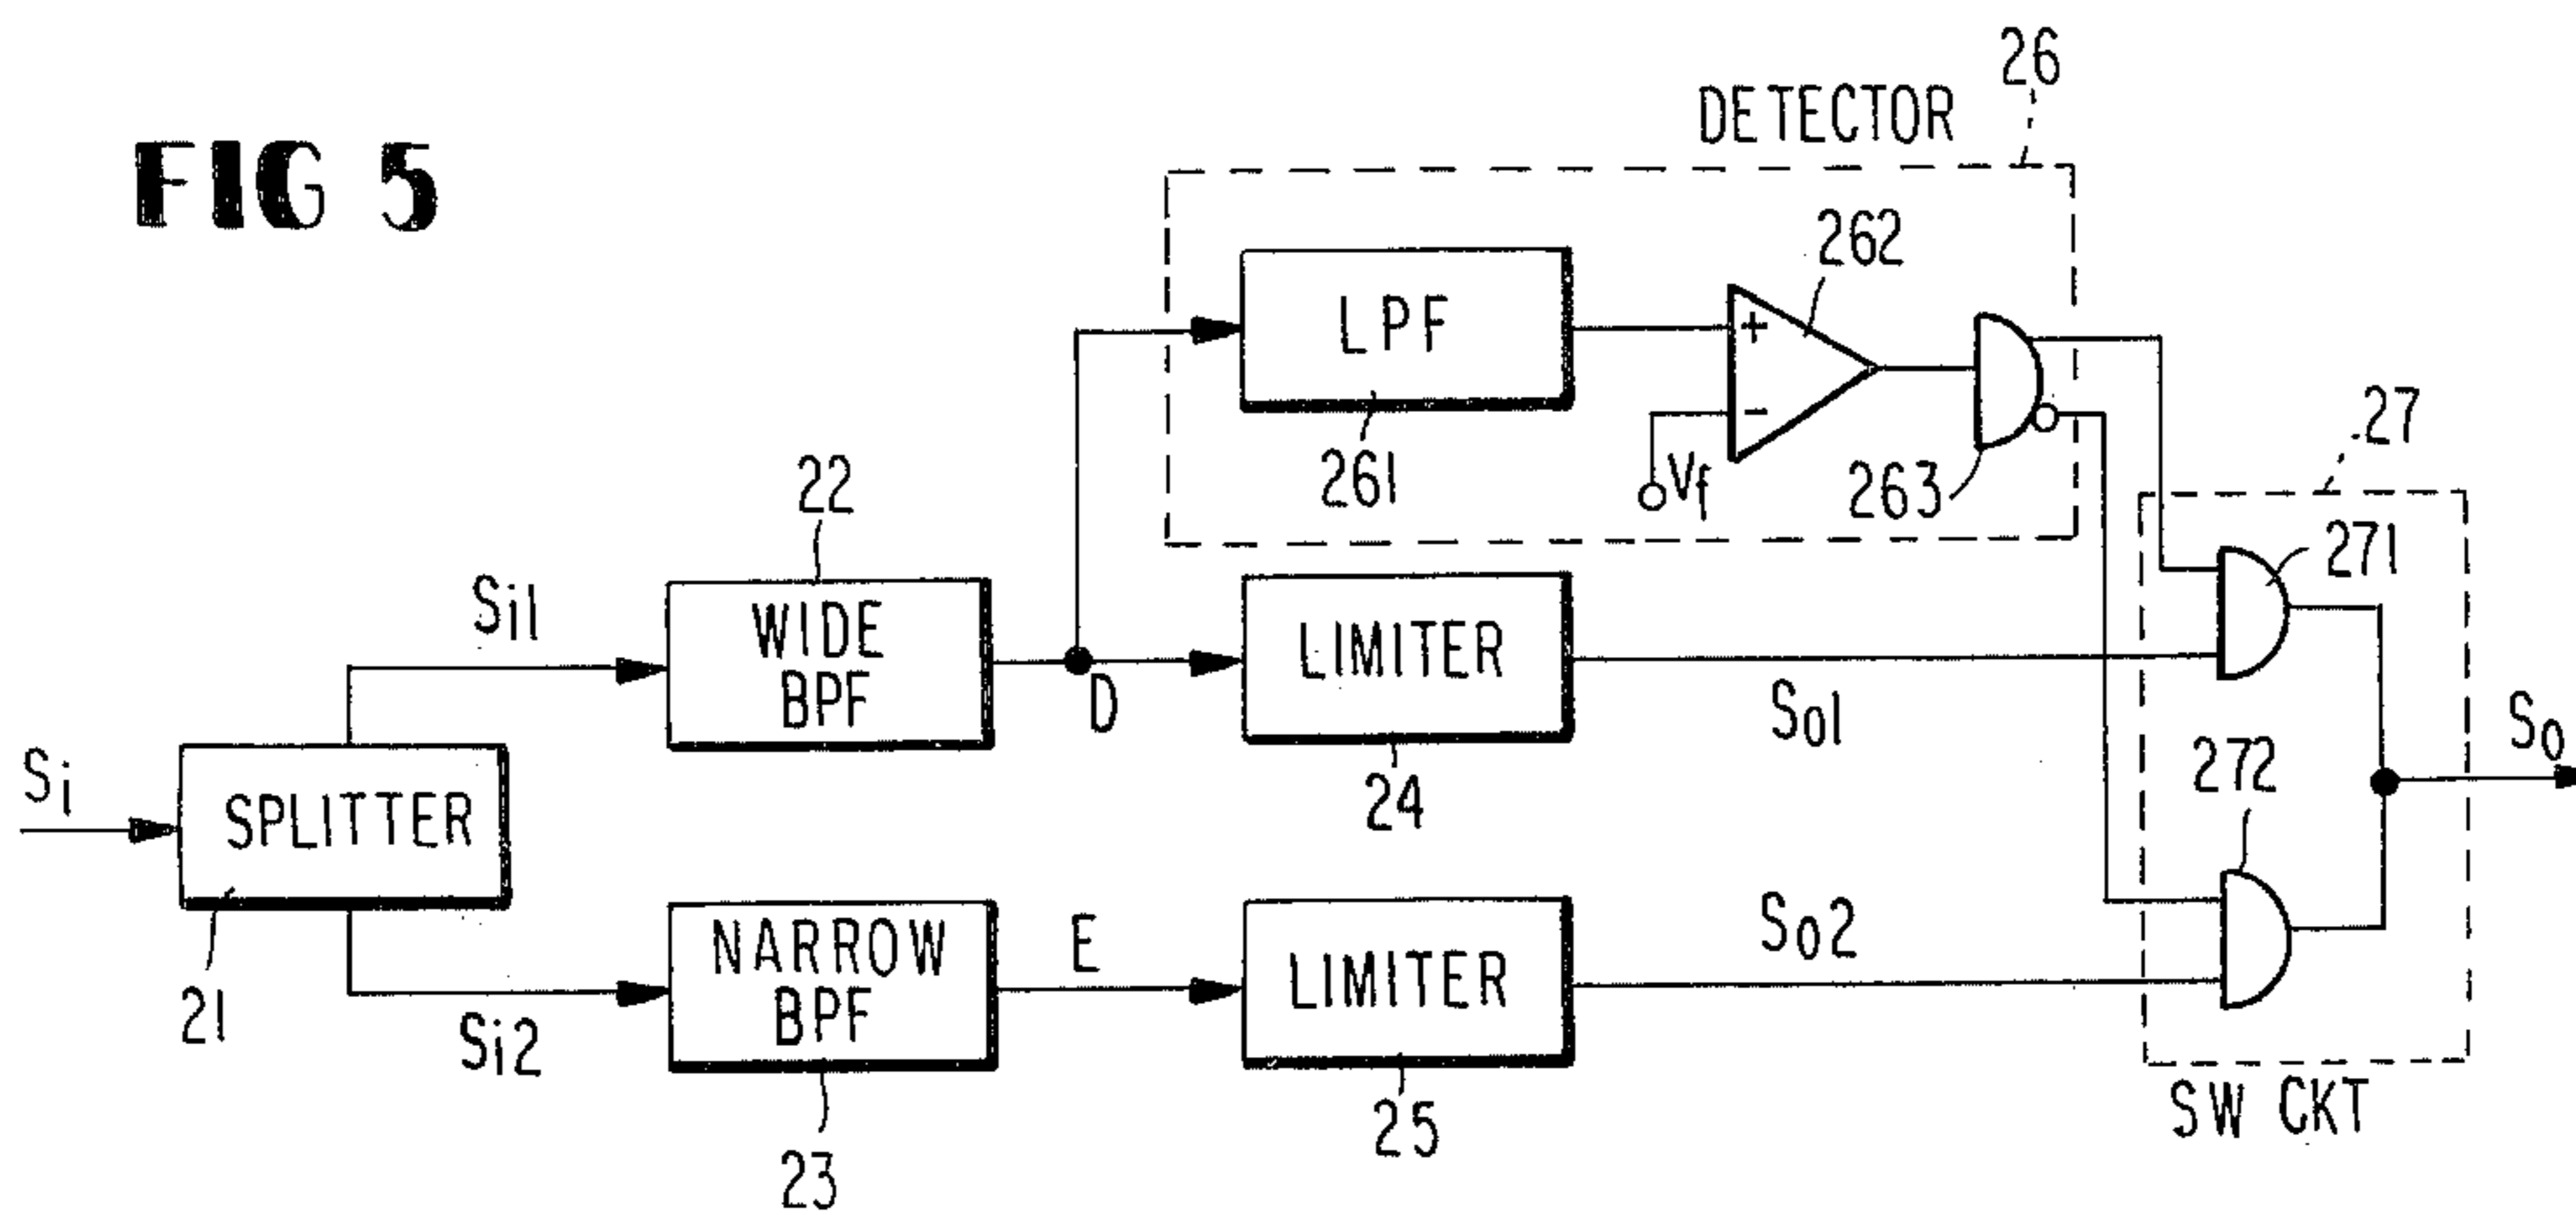 FIG 5
26
DETECTOR
262
LPF
+
-
261
Vf
263
27
22
271
Si1
WIDE
BPF
D
LIMITER
So1
24
Si
SPLITTER
21
272
So
Si2
NARROW
BPF
E
LIMITER
So2
23
25
SW CKT